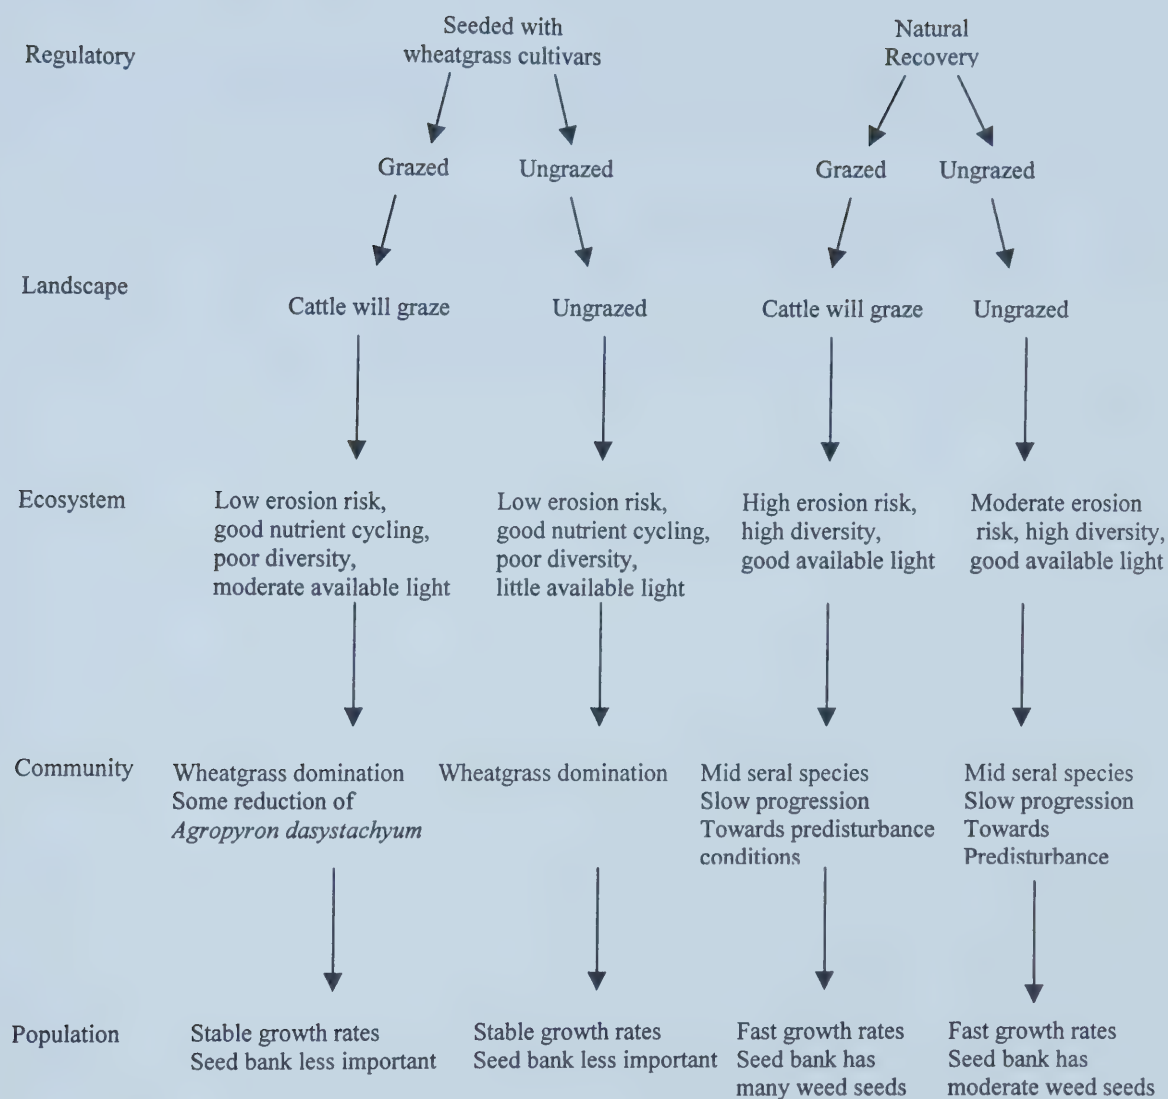 Regulatory
Seeded with
wheatgrass cultivars
Natural
Recovery
Grazed
Ungrazed
Grazed
Ungrazed
Landscape
Cattle will graze
Ungrazed
Cattle will graze
Ungrazed
Ecosystem
Low erosion risk,
good nutrient cycling,
poor diversity,
moderate available light
Low erosion risk,
good nutrient cycling,
poor diversity,
little available light
High erosion risk,
high diversity,
good available light
Moderate erosion
risk, high diversity,
good available light
Community
Wheatgrass domination
Some reduction of
Agropyron dasystachyum
Wheatgrass domination
Mid seral species
Slow progression
Towards predisturbance
conditions
Mid seral species
Slow progression
Towards
Predisturbance
Population
Stable growth rates
Seed bank less important
Stable growth rates
Seed bank less important
Fast growth rates
Seed bank has
many weed seeds
Fast growth rates
Seed bank has
moderate weed seeds